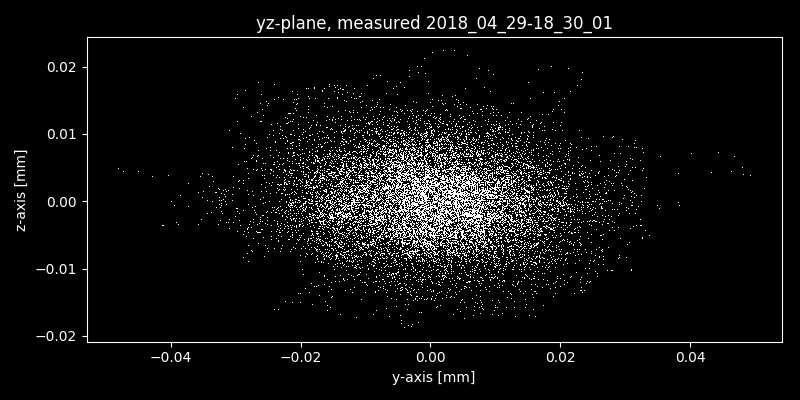 yz-plane, measured 2018_04_29-18_30_01
z-axis [mm]
0.02
0.01
0.00
−0.01
−0.02
−0.04 −0.02 0.00 0.02 0.04
y-axis [mm]